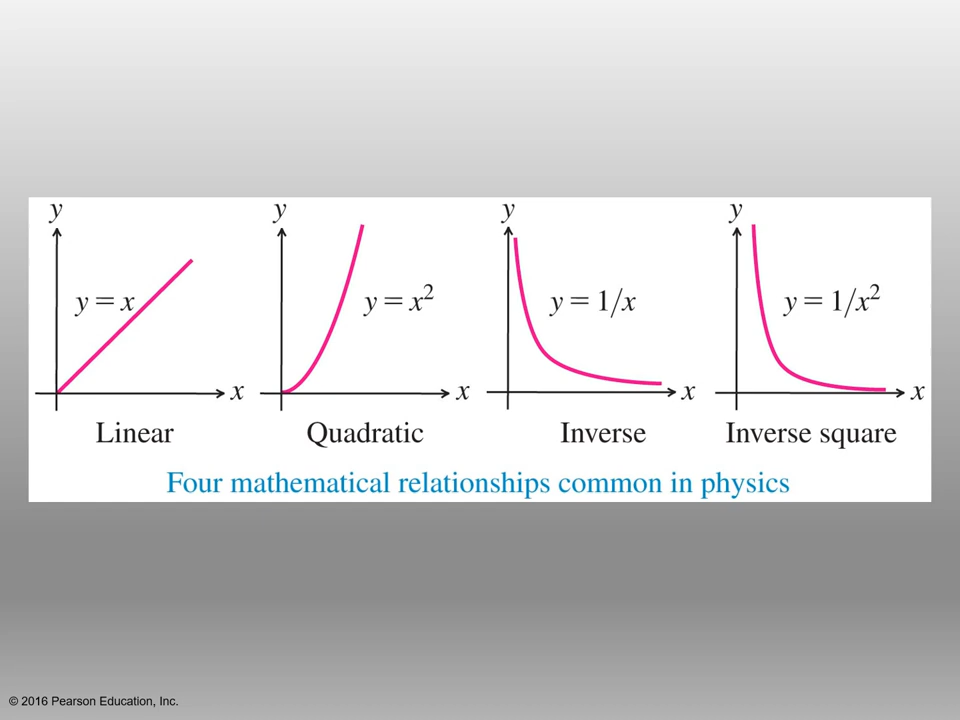 y y y y
y = x y = x² y = 1/x y = 1/x²
x x x x
Linear Quadratic Inverse Inverse square
Four mathematical relationships common in physics
© 2016 Pearson Education, Inc.